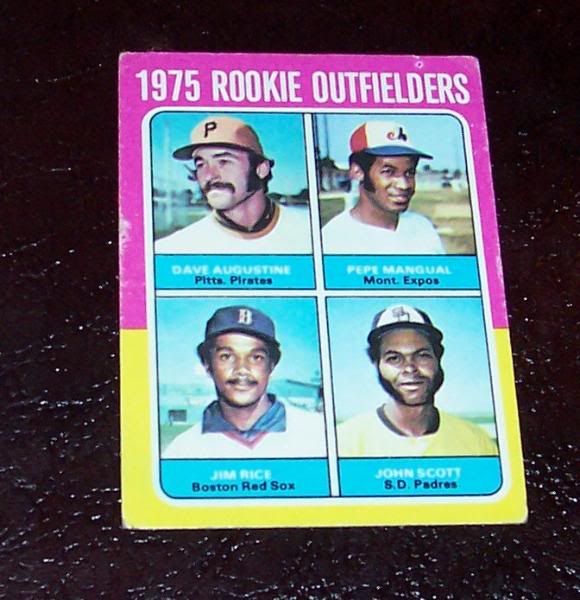 1975 ROOKIE OUTFIELDERS
P
DAVE AUGUSTINE
Pitts. Pirates
PEPE MANGUAL
Mont. Expos
B
JIM RICE
Boston Red Sox
JOHN SCOTT
S.D. Padres